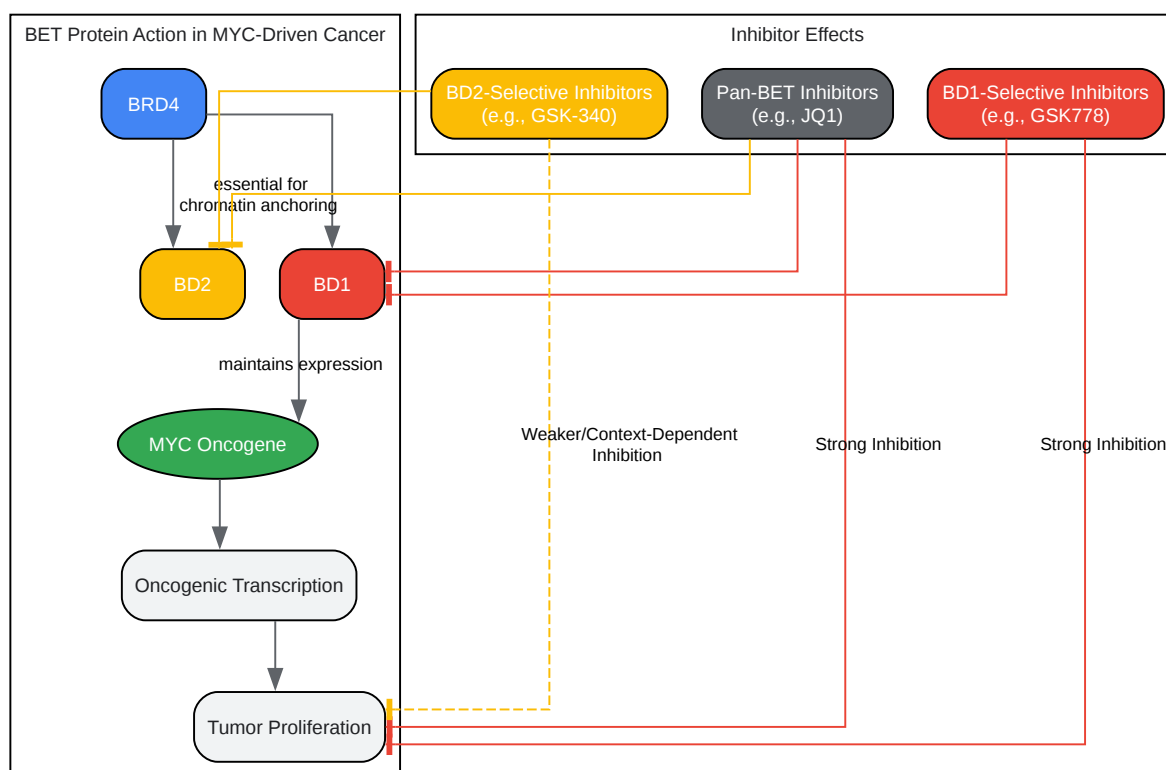 BET Protein Action in MYC-Driven Cancer
Inhibitor Effects
BRD4
BD2-Selective Inhibitors
(e.g., GSK-340)
Pan-BET Inhibitors
(e.g., JQ1)
BD1-Selective Inhibitors
(e.g., GSK778)
essential for
chromatin anchoring
BD2
BD1
maintains expression
MYC Oncogene
Weaker/Context-Dependent
Inhibition
Strong Inhibition
Strong Inhibition
Oncogenic Transcription
Tumor Proliferation